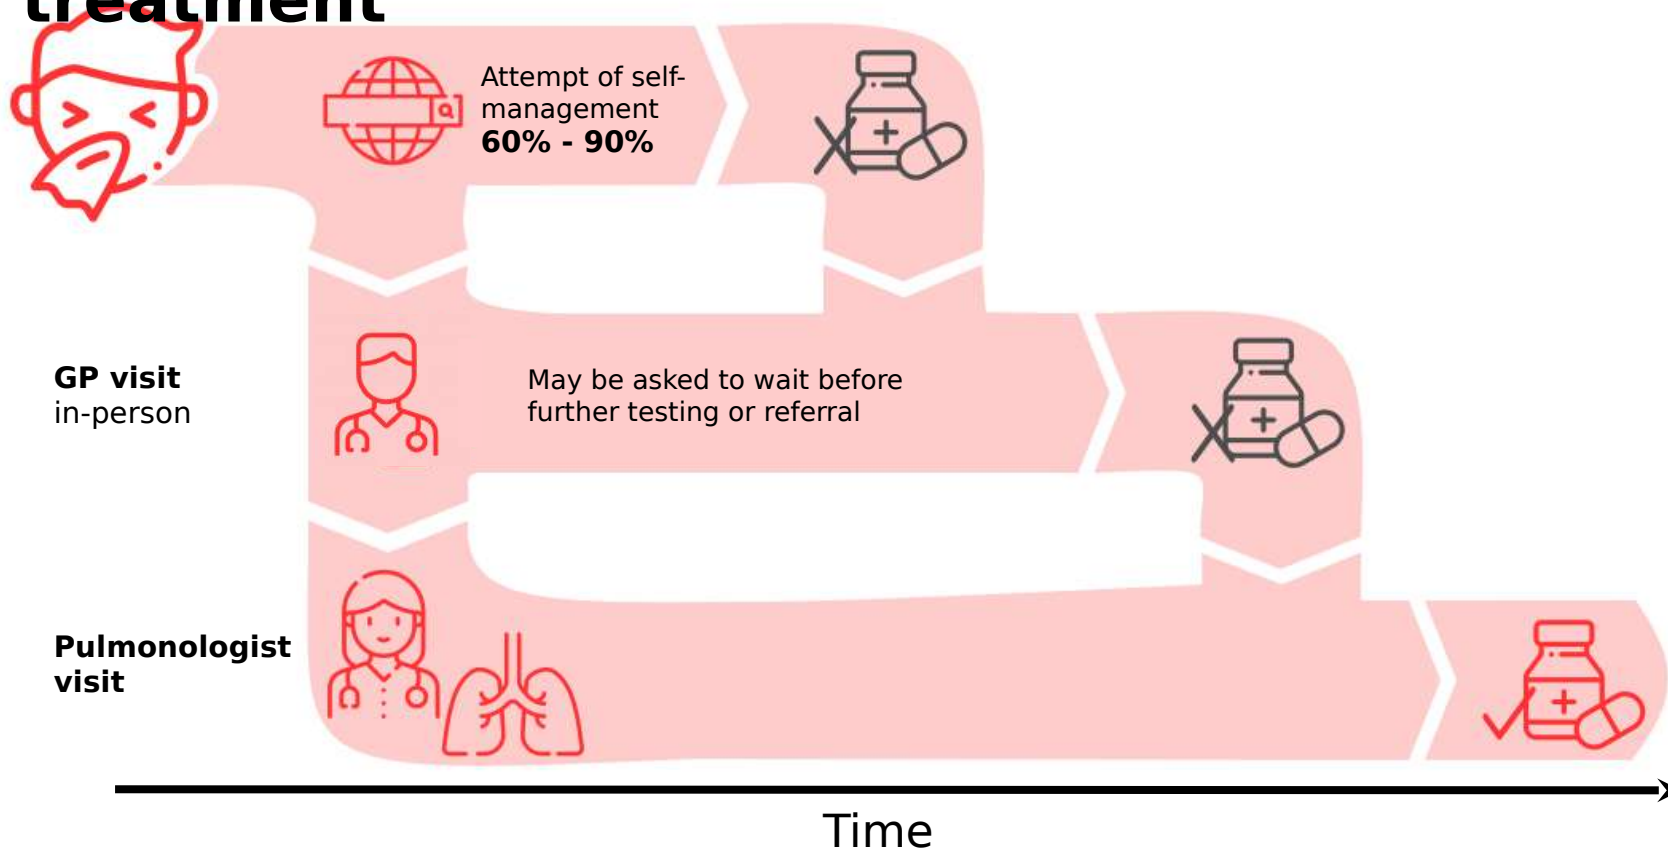 treatment
Attempt of self-
management
60% - 90%
GP visit
in-person
May be asked to wait before
further testing or referral
Pulmonologist
visit
Time